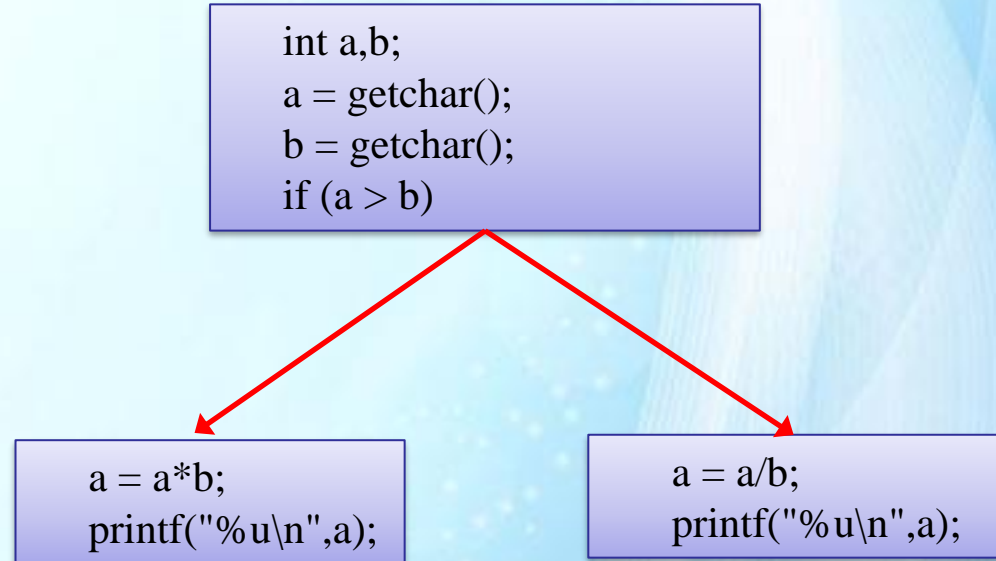 int a,b;
a = getchar();
b = getchar();
if (a > b)
a = a*b;
printf("%u\n",a);
a = a/b;
printf("%u\n",a);